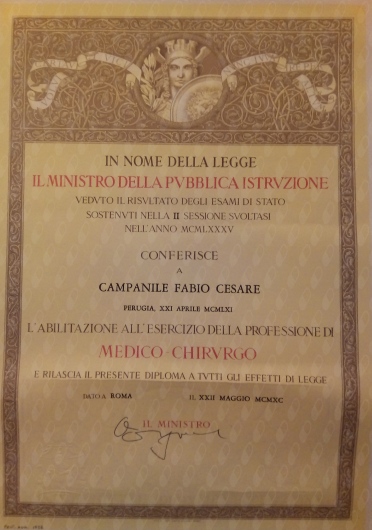 IN NOME DELLA LEGGE
IL MINISTRO DELLA PVBBLICA ISTRVZIONE
VEDVTO IL RISVLTATO DEGLI ESAMI DI STATO
SOSTENVTI NELLA II SESSIONE SVOLTASI
NELL'ANNO MCMLXXXV
CONFERISCE
A
CAMPANILE FABIO CESARE
PERUGIA, XXI APRILE MCMLXI
L'ABILITAZIONE ALL'ESERCIZIO DELLA PROFESSIONE DI
MEDICO-CHIRVRGO
E RILASCIA IL PRESENTE DIPLOMA A TVTTI GLI EFFETTI DI LEGGE
DATO A ROMA IL XXII MAGGIO MCMXC
IL MINISTRO